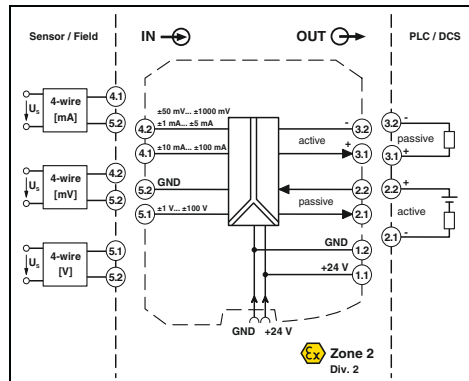 Sensor / Field
IN
OUT
PLC / DCS
Us
4-wire
[mA]
4.1
5.2
Us
4-wire
[mV]
4.2
5.2
Us
4-wire
[V]
5.1
5.2
±50 mV... ±1000 mV
4.2
±1 mA... ±5 mA
4.1
±10 mA... ±100 mA
5.2
GND
5.1
±1 V... ±100 V
-
3.2
active
+
3.1
2.2
passive
2.1
GND
1.2
+24 V
1.1
GND
+24 V
3.2
-
passive
3.1
+
2.2
+
active
2.1
-
Ex
Zone 2
Div. 2